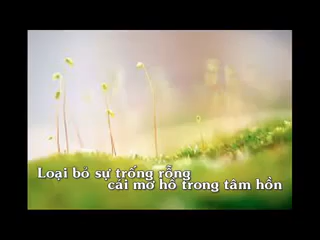 Loại bỏ sự trống rỗng
cái mơ hồ trong tâm hồn